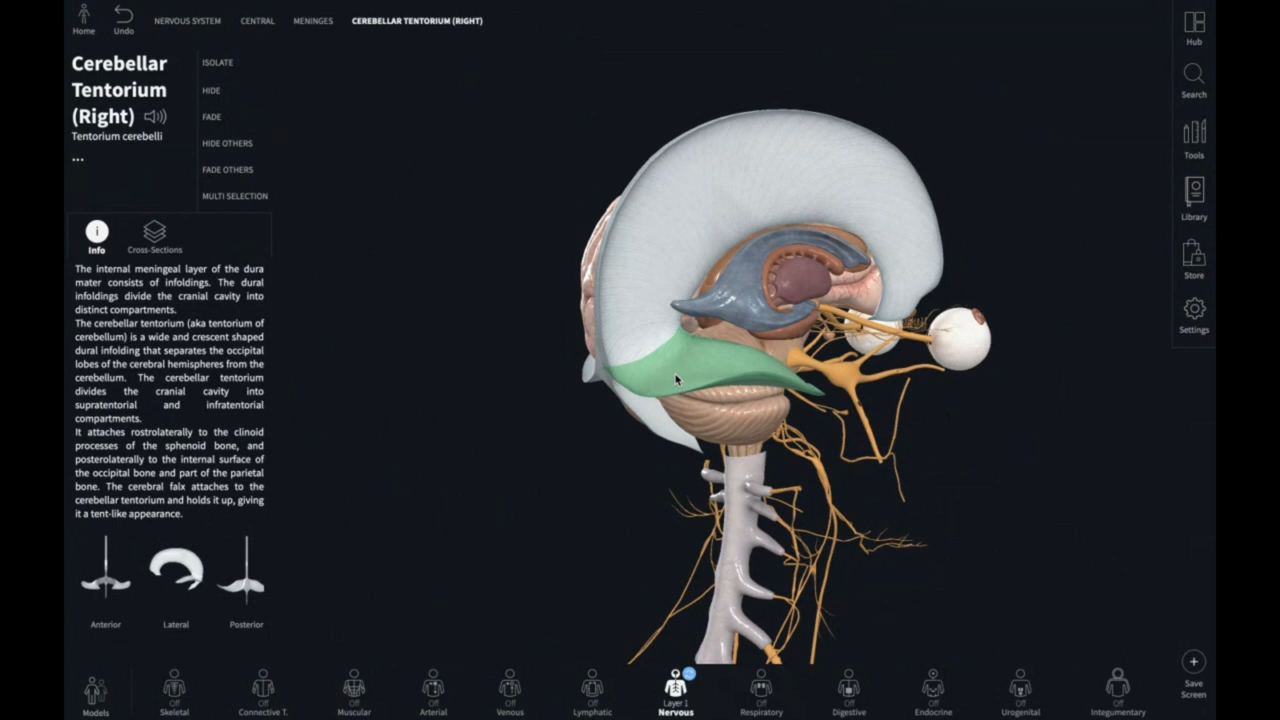 Home
Undo
NERVOUS SYSTEM
CENTRAL
MENINGES
CEREBELLAR TENTORIUM (RIGHT)
Cerebellar
Tentorium
(Right)
Tentorium cerebelli
...
ISOLATE
HIDE
FADE
HIDE OTHERS
FADE OTHERS
MULTI SELECTION
Info
Cross-Sections
The internal meningeal layer of the dura
mater consists of infoldings. The dural
infoldings divide the cranial cavity into
distinct compartments.
The cerebellar tentorium (aka tentorium of
cerebellum) is a wide and crescent shaped
dural infolding that separates the occipital
lobes of the cerebral hemispheres from the
cerebellum. The cerebellar tentorium
divides the cranial cavity into
supratentorial and infratentorial
compartments.
It attaches rostrolaterally to the clinoid
processes of the sphenoid bone, and
posterolaterally to the internal surface of
the occipital bone and part of the parietal
bone. The cerebral falx attaches to the
cerebellar tentorium and holds it up, giving
it a tent-like appearance.
Anterior
Lateral
Posterior
Hub
Search
Tools
Library
Store
Settings
Save
Screen
Models
Off
Skeletal
Off
Connective T.
Off
Muscular
Off
Arterial
Off
Venous
Off
Lymphatic
Layer 1
Nervous
Off
Respiratory
Off
Digestive
Off
Endocrine
Off
Urogenital
Off
Integumentary